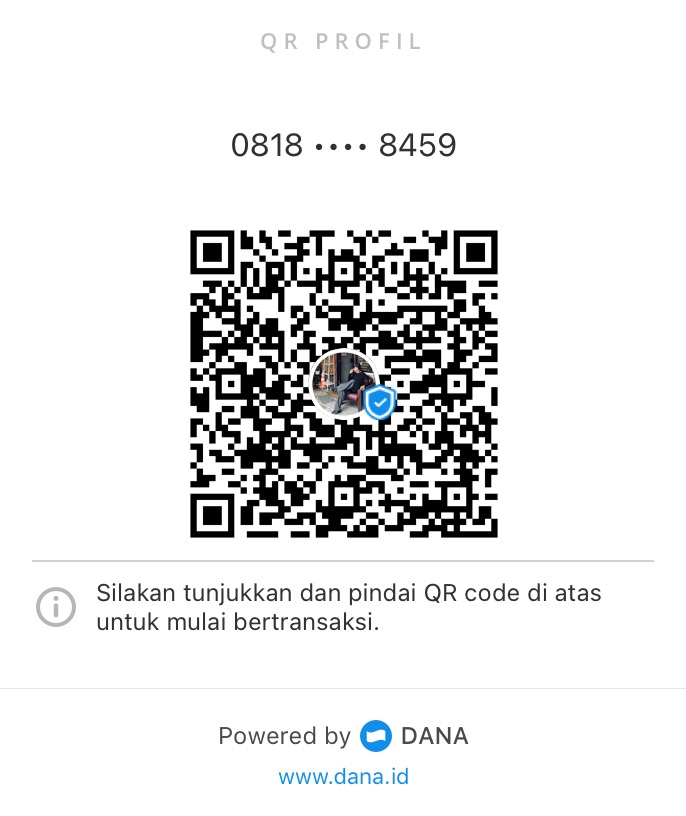 QR PROFIL
0818 •••• 8459
Silakan tunjukkan dan pindai QR code di atas
untuk mulai bertransaksi.
Powered by DANA
www.dana.id